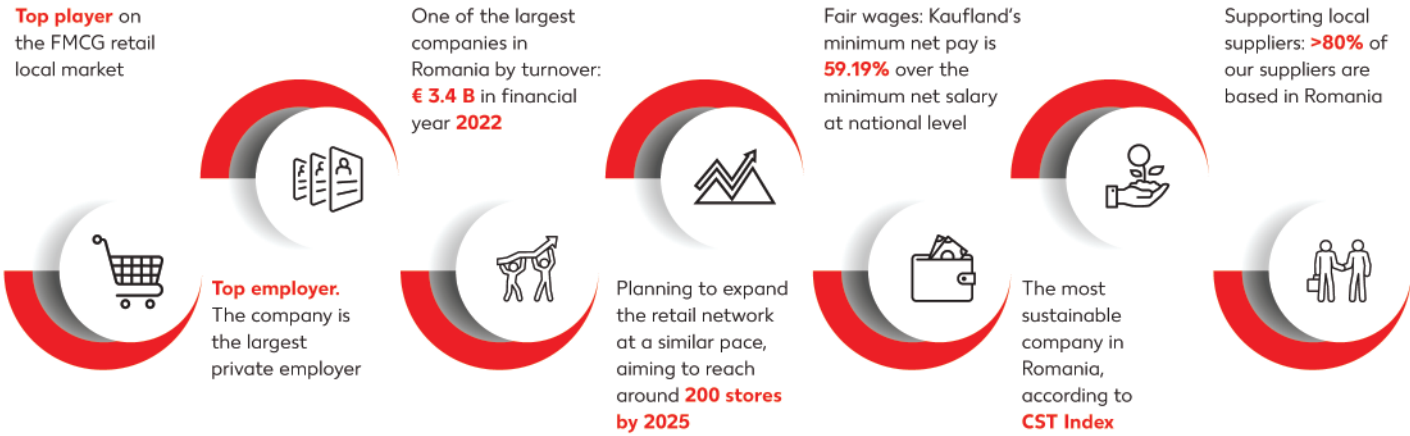 Top player on
the FMCG retail
local market
Top employer.
The company is
the largest
private employer
One of the largest
companies in
Romania by turnover:
€ 3.4 B in financial
year 2022
Planning to expand
the retail network
at a similar pace,
aiming to reach
around 200 stores
by 2025
Fair wages: Kaufland's
minimum net pay is
59.19% over the
minimum net salary
at national level
The most
sustainable
company in
Romania,
according to
CST Index
Supporting local
suppliers: >80% of
our suppliers are
based in Romania